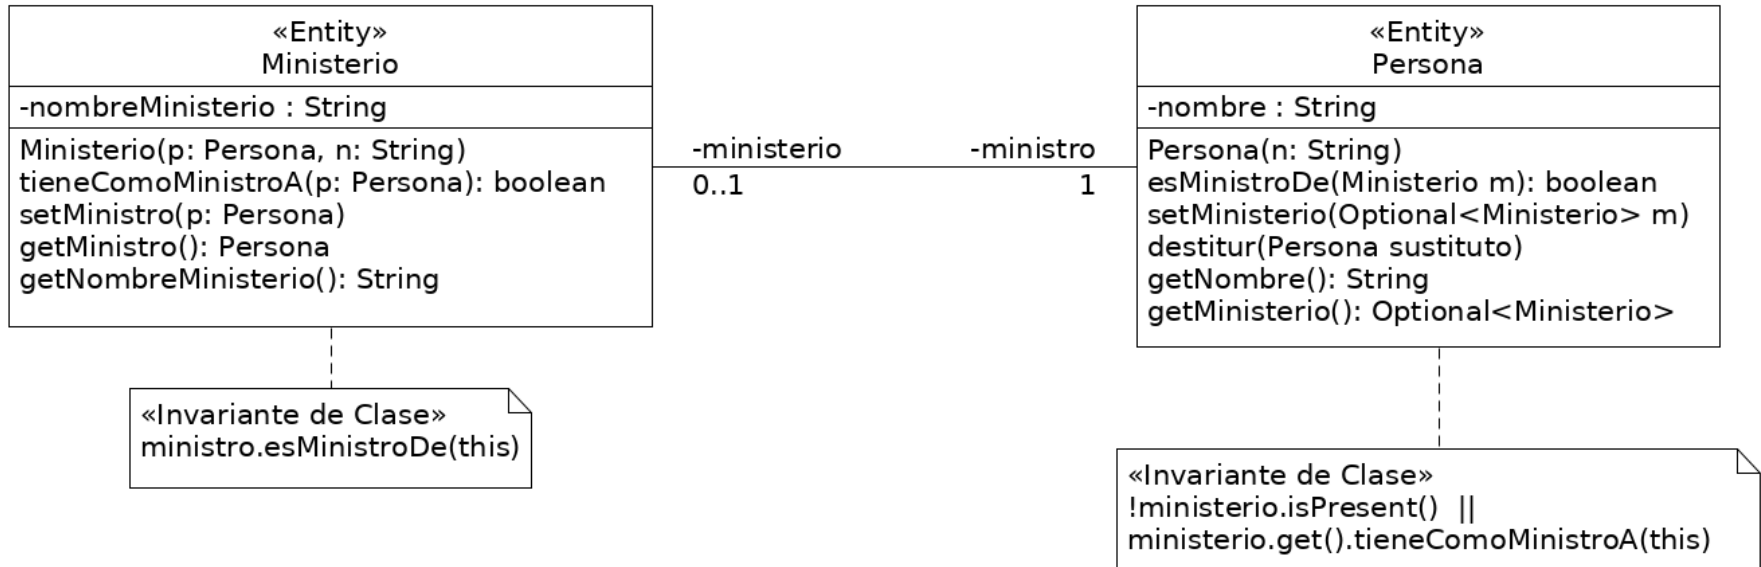 «Entity»
Ministerio
-nombreMinisterio : String
Ministerio(p: Persona, n: String)
tieneComoMinistroA(p: Persona): boolean
setMinistro(p: Persona)
getMinistro(): Persona
getNombreMinisterio(): String
«Invariante de Clase»
ministro.esMinistroDe(this)
-ministerio
0..1
-ministro
1
«Entity»
Persona
-nombre : String
Persona(n: String)
esMinistroDe(Ministerio m): boolean
setMinisterio(Optional<Ministerio> m)
destitur(Persona sustituto)
getNombre(): String
getMinisterio(): Optional<Ministerio>
«Invariante de Clase»
!ministerio.isPresent() ||
ministerio.get().tieneComoMinistroA(this)